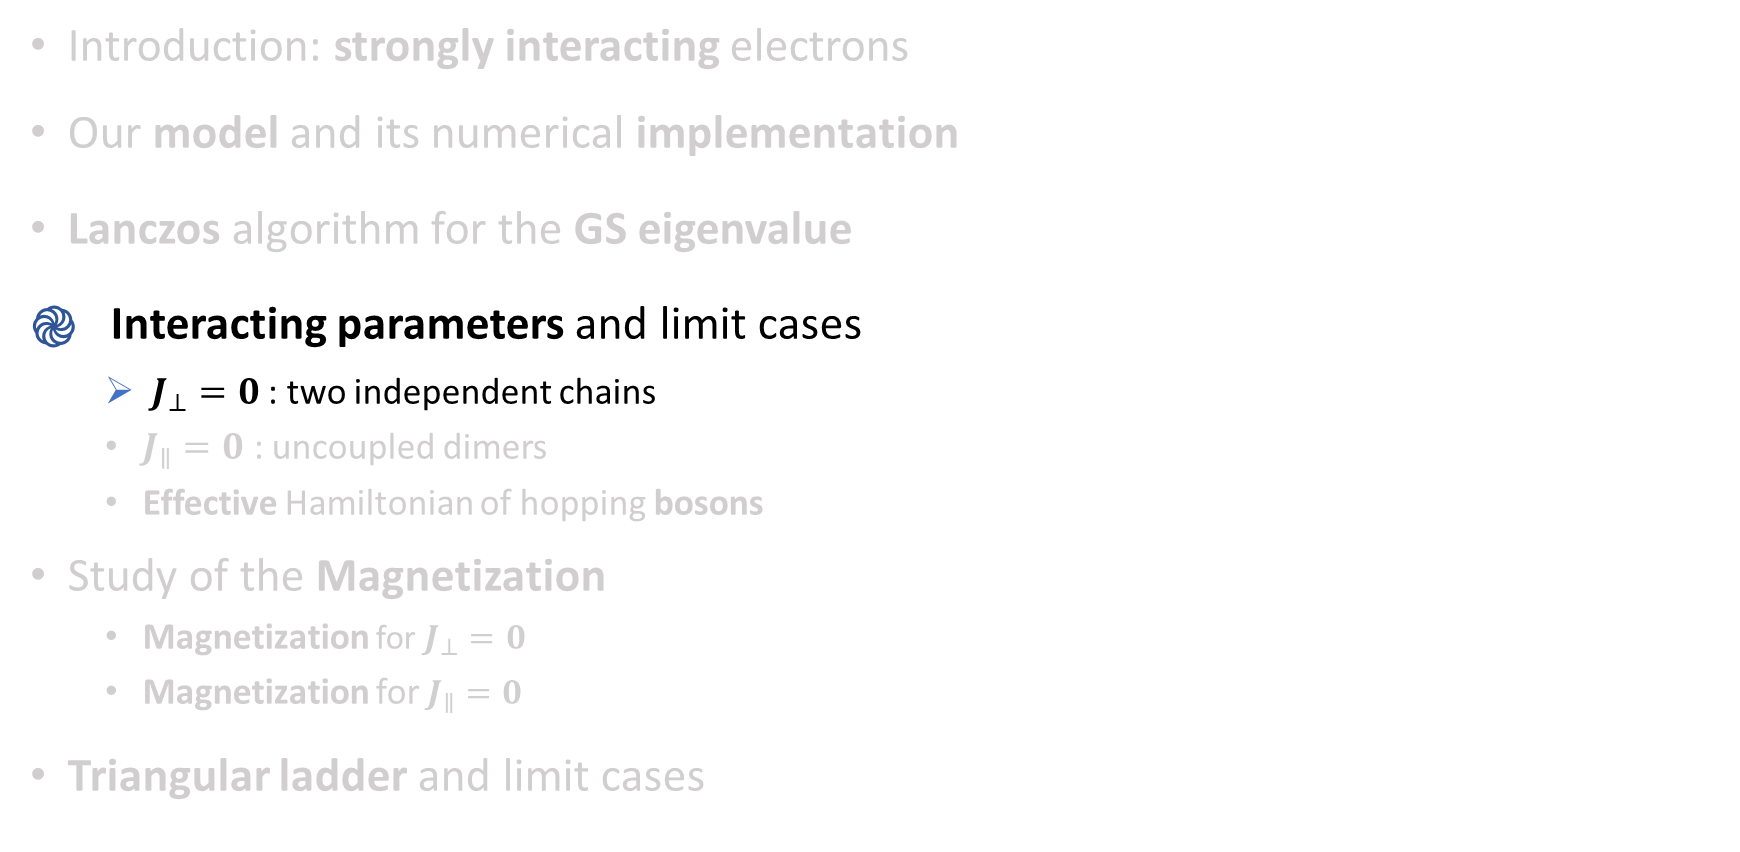 • Introduction: strongly interacting electrons
• Our model and its numerical implementation
• Lanczos algorithm for the GS eigenvalue
Interacting parameters and limit cases
➢ J⊥ = 0 : two independent chains
• J∥ = 0 : uncoupled dimers
• Effective Hamiltonian of hopping bosons
• Study of the Magnetization
• Magnetization for J⊥ = 0
• Magnetization for J∥ = 0
• Triangular ladder and limit cases